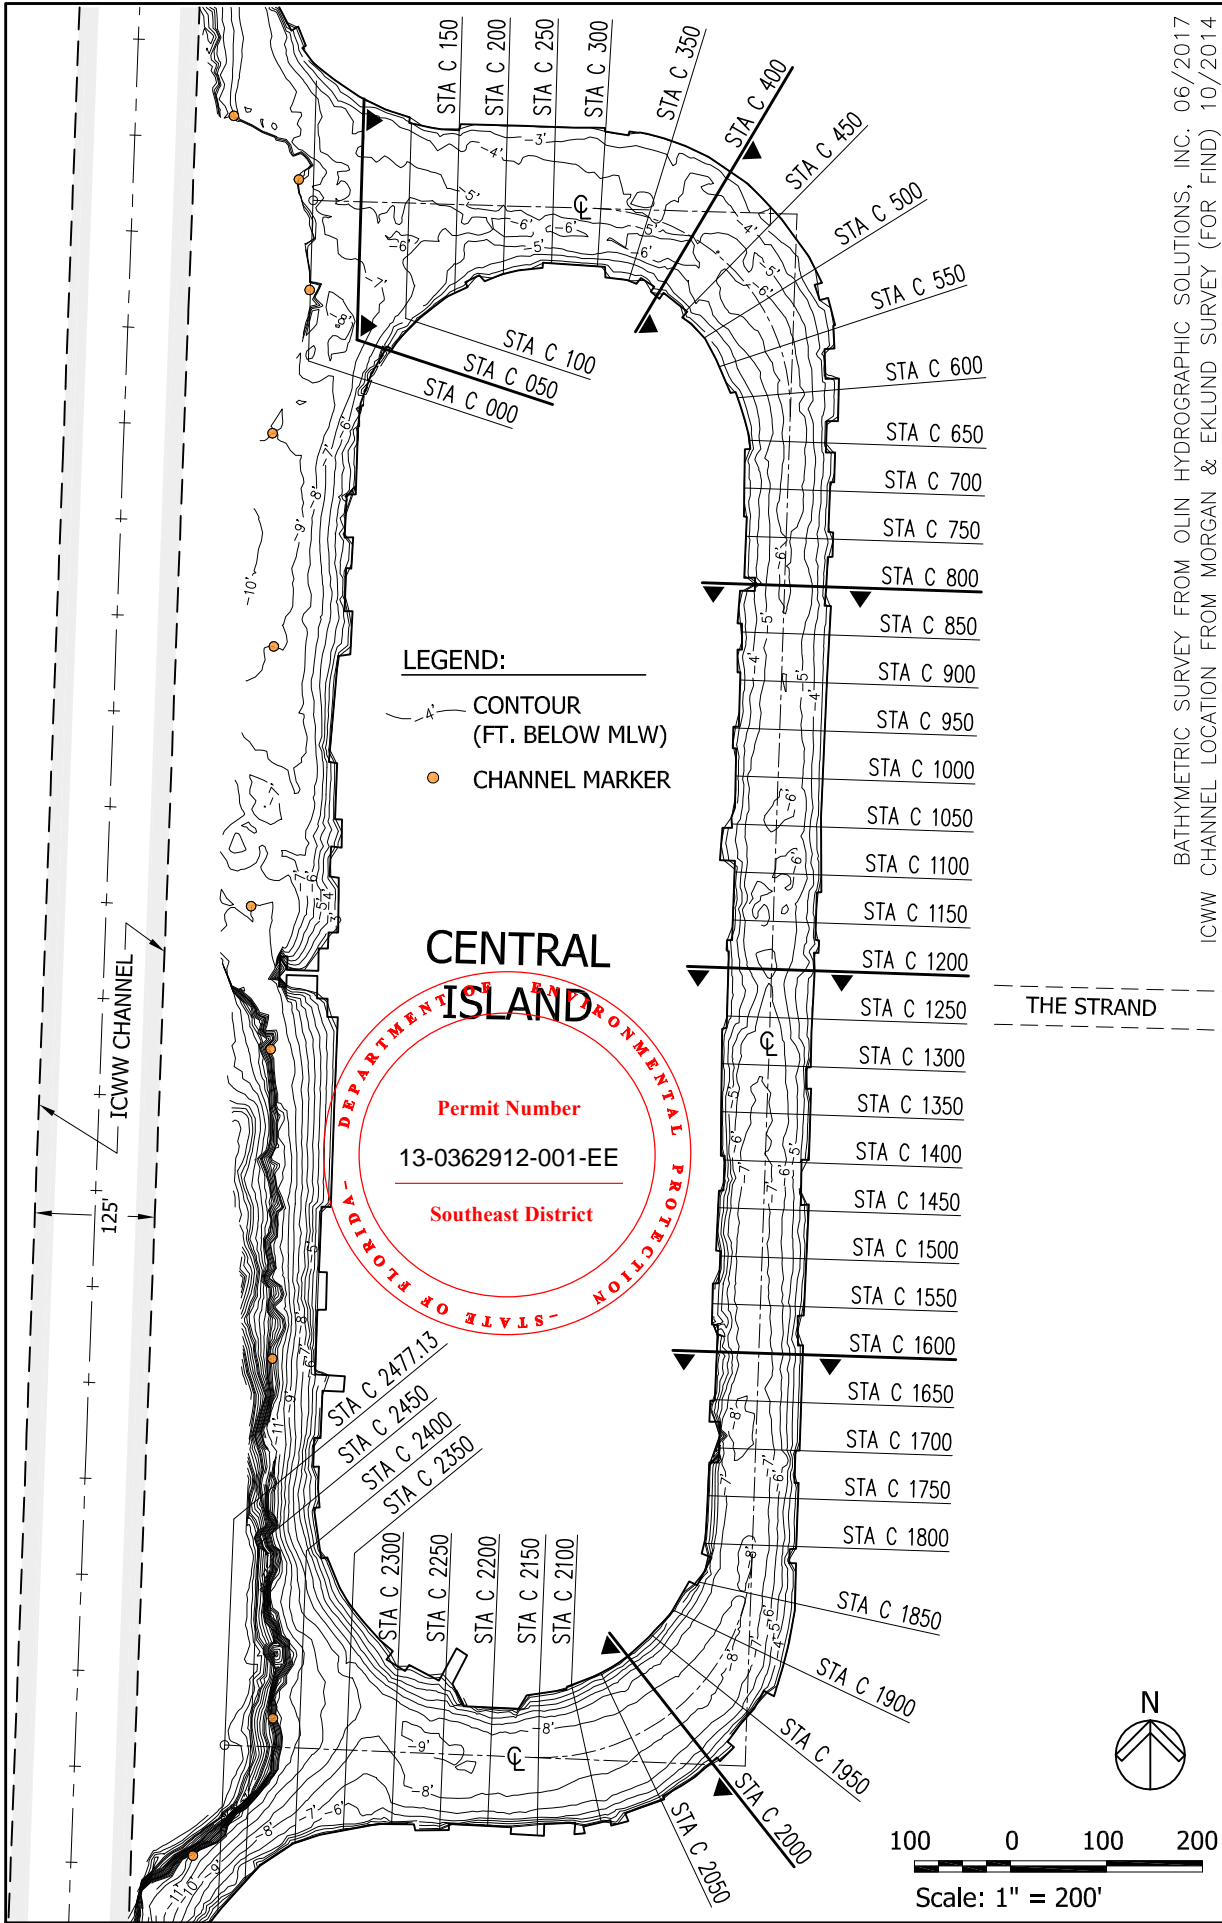 STA C 150
STA C 200
STA C 250
STA C 300
STA C 350
STA C 400
STA C 450
STA C 500
STA C 550
STA C 600
STA C 650
STA C 700
STA C 750
STA C 800
STA C 850
STA C 900
STA C 950
STA C 1000
STA C 1050
STA C 1100
STA C 1150
STA C 1200
STA C 1250
STA C 1300
STA C 1350
STA C 1400
STA C 1450
STA C 1500
STA C 1550
STA C 1600
STA C 1650
STA C 1700
STA C 1750
STA C 1800
STA C 1850
STA C 1900
STA C 1950
STA C 2000
STA C 2050
STA C 2100
STA C 2150
STA C 2200
STA C 2250
STA C 2300
STA C 2350
STA C 2400
STA C 2450
STA C 2477.13
STA C 100
STA C 050
STA C 000
LEGEND:
-4'- CONTOUR
(FT. BELOW MLW)
CHANNEL MARKER
CENTRAL
ISLAND
DEPARTMENT OF ENVIRONMENTAL PROTECTION
-STATE OF FLORIDA-
Permit Number
13-0362912-001-EE
Southeast District
ICWW CHANNEL
125'
THE STRAND
BATHYMETRIC SURVEY FROM OLIN HYDROGRAPHIC SOLUTIONS, INC. 06/2017
ICWW CHANNEL LOCATION FROM MORGAN & EKLUND SURVEY (FOR FIND) 10/2014
N
100 0 100 200
Scale: 1" = 200'